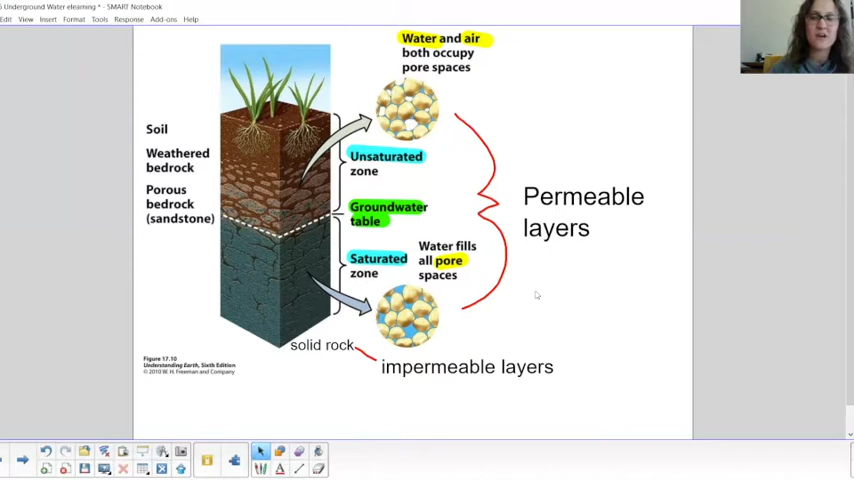 5 Underground Water elearning * - SMART Notebook
Edit View Insert Format Tools Response Add-ons Help
Water and air
both occupy
pore spaces
Soil
Weathered
bedrock
Porous
bedrock
(sandstone)
Unsaturated
zone
Groundwater
table
Saturated
zone
Water fills
all pore
spaces
Permeable
layers
solid rock
impermeable layers
Figure 17.10
Understanding Earth, Sixth Edition
© 2010 W. H. Freeman and Company